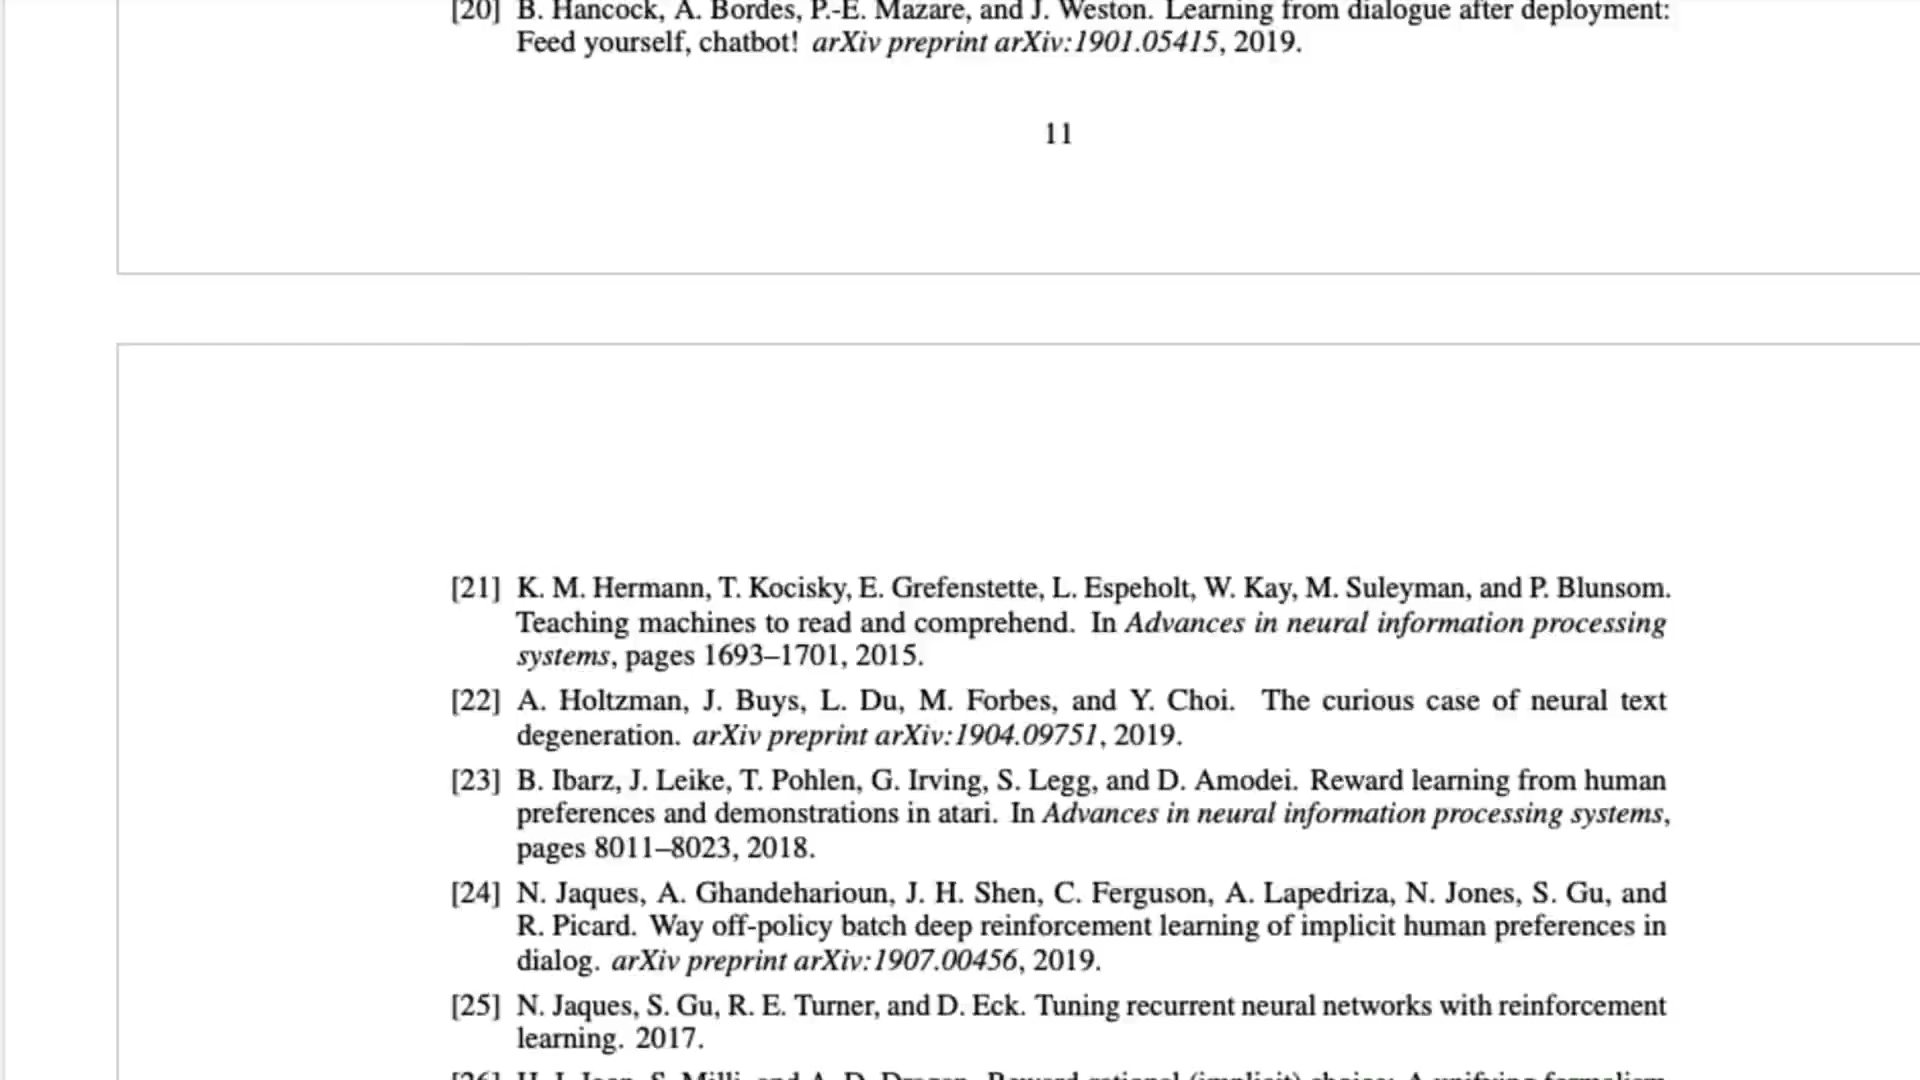 [20] B. Hancock, A. Bordes, P.-E. Mazare, and J. Weston. Learning from dialogue after deployment:
Feed yourself, chatbot! arXiv preprint arXiv:1901.05415, 2019.
11
[21] K. M. Hermann, T. Kocisky, E. Grefenstette, L. Espeholt, W. Kay, M. Suleyman, and P. Blunsom.
Teaching machines to read and comprehend. In Advances in neural information processing
systems, pages 1693–1701, 2015.
[22] A. Holtzman, J. Buys, L. Du, M. Forbes, and Y. Choi. The curious case of neural text
degeneration. arXiv preprint arXiv:1904.09751, 2019.
[23] B. Ibarz, J. Leike, T. Pohlen, G. Irving, S. Legg, and D. Amodei. Reward learning from human
preferences and demonstrations in atari. In Advances in neural information processing systems,
pages 8011–8023, 2018.
[24] N. Jaques, A. Ghandeharioun, J. H. Shen, C. Ferguson, A. Lapedriza, N. Jones, S. Gu, and
R. Picard. Way off-policy batch deep reinforcement learning of implicit human preferences in
dialog. arXiv preprint arXiv:1907.00456, 2019.
[25] N. Jaques, S. Gu, R. E. Turner, and D. Eck. Tuning recurrent neural networks with reinforcement
learning. 2017.